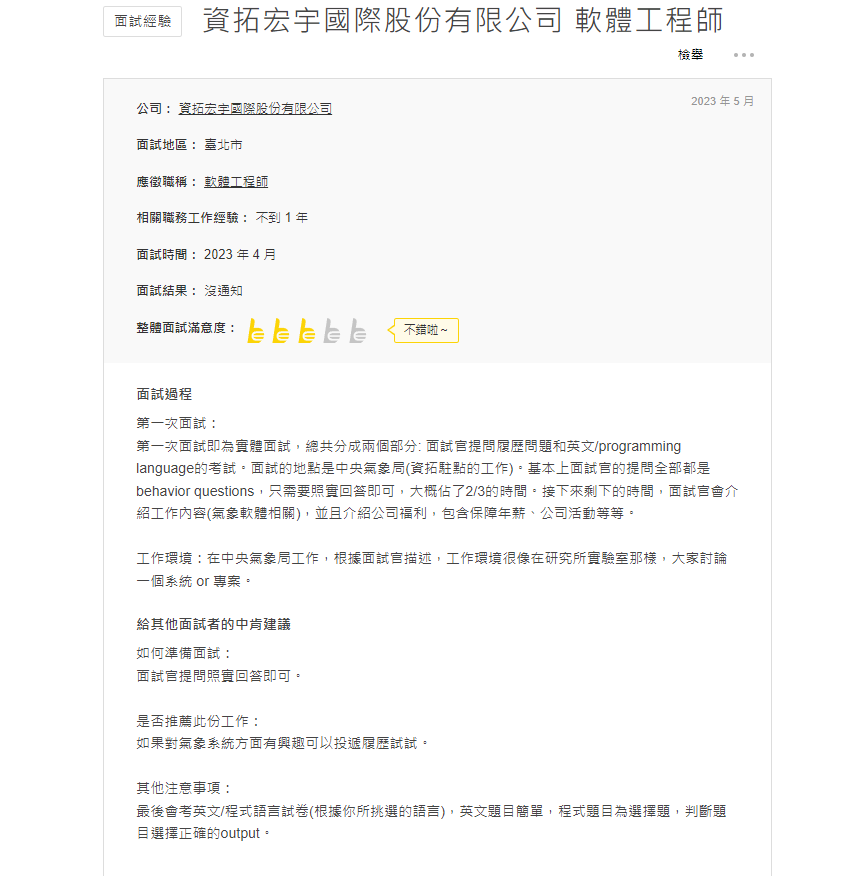 面試經驗
資拓宏宇國際股份有限公司 軟體工程師
檢舉
2023 年 5 月
公司： 資拓宏宇國際股份有限公司
面試地區： 臺北市
應徵職稱： 軟體工程師
相關職務工作經驗： 不到 1 年
面試時間： 2023 年 4 月
面試結果： 沒通知
整體面試滿意度： 不錯啦～
面試過程
第一次面試：
第一次面試即為實體面試，總共分成兩個部分: 面試官提問履歷問題和英文/programming
language的考試。面試的地點是中央氣象局(資拓駐點的工作)。基本上面試官的提問全部都是
behavior questions，只需要照實回答即可，大概佔了2/3的時間。接下來剩下的時間，面試官會介
紹工作內容(氣象軟體相關)，並且介紹公司福利，包含保障年薪、公司活動等等。
工作環境：在中央氣象局工作，根據面試官描述，工作環境很像在研究所實驗室那樣，大家討論
一個系統 or 專案。
給其他面試者的中肯建議
如何準備面試：
面試官提問照實回答即可。
是否推薦此份工作：
如果對氣象系統方面有興趣可以投遞履歷試試。
其他注意事項：
最後會考英文/程式語言試卷(根據你所挑選的語言)，英文題目簡單，程式題目為選擇題，判斷題
目選擇正確的output。